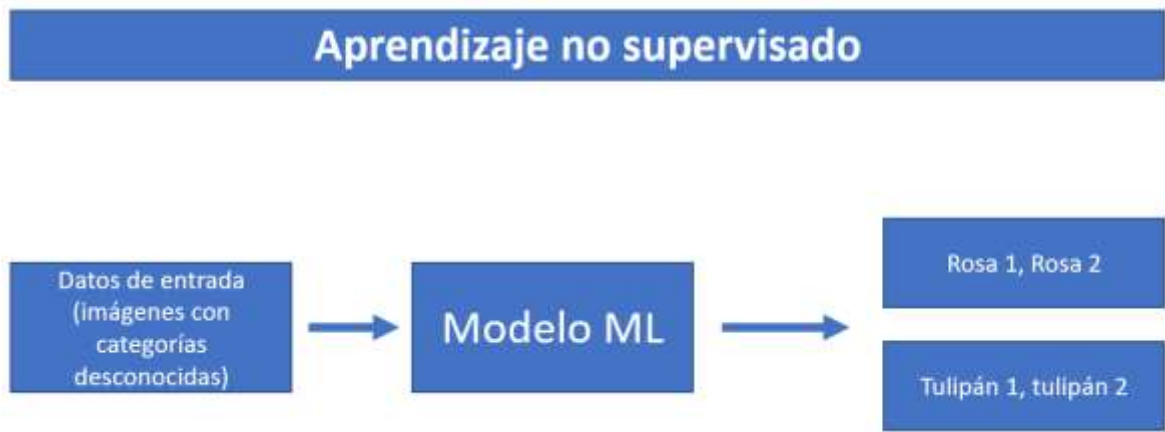 Aprendizaje no supervisado
Datos de entrada
(imágenes con
categorías
desconocidas)
Modelo ML
Rosa 1, Rosa 2
Tulipán 1, tulipán 2